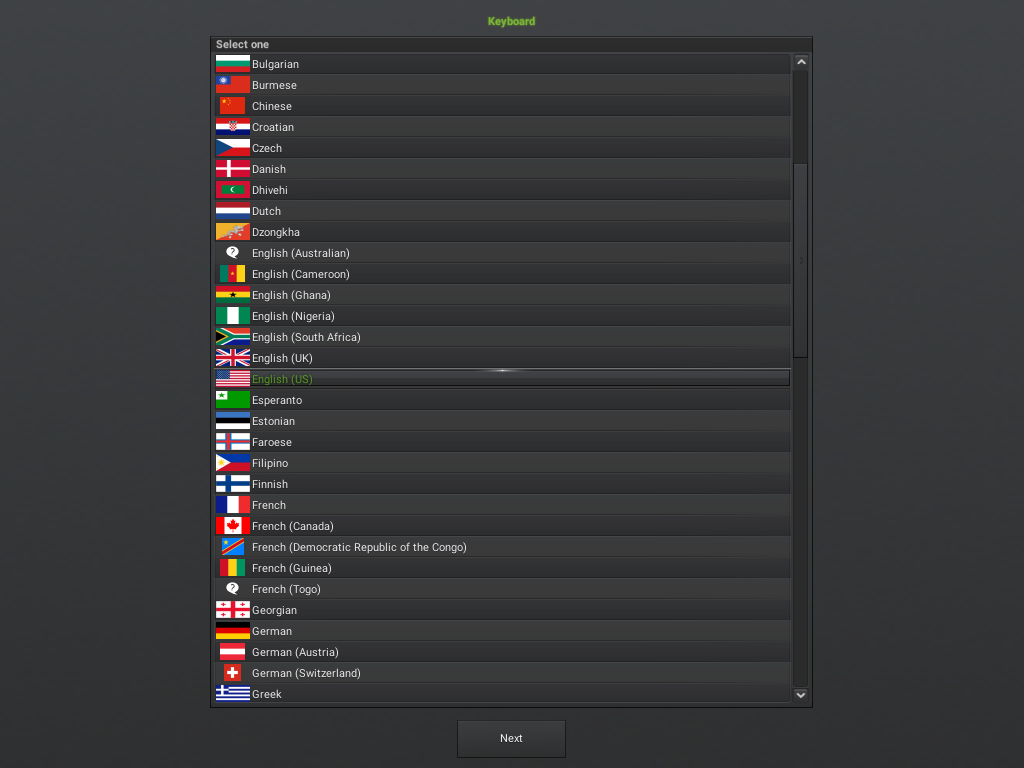 Keyboard
Select one
Bulgarian
Burmese
Chinese
Croatian
Czech
Danish
Dhivehi
Dutch
Dzongkha
English (Australian)
English (Cameroon)
English (Ghana)
English (Nigeria)
English (South Africa)
English (UK)
English (US)
Esperanto
Estonian
Faroese
Filipino
Finnish
French
French (Canada)
French (Democratic Republic of the Congo)
French (Guinea)
French (Togo)
Georgian
German
German (Austria)
German (Switzerland)
Greek
Next